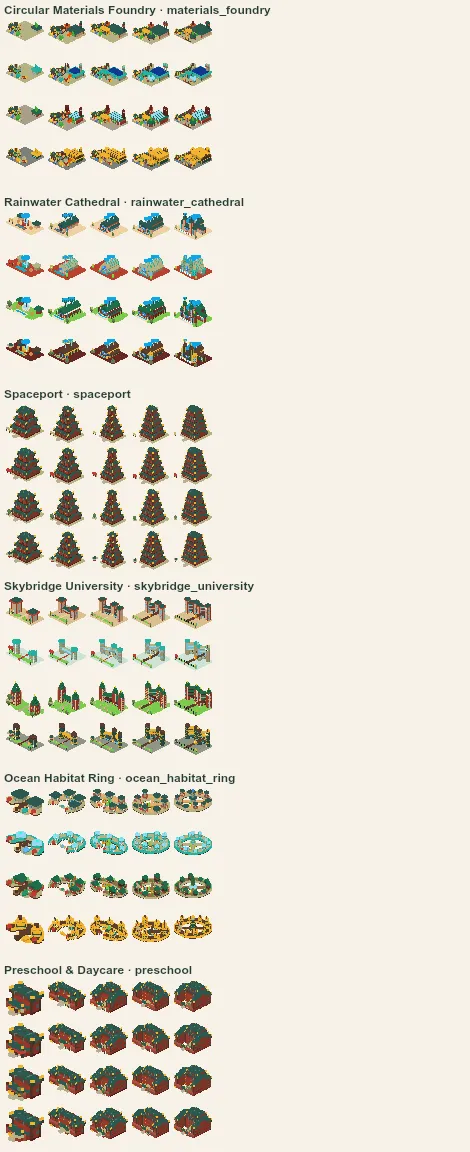 Circular Materials Foundry · materials_foundry
Rainwater Cathedral · rainwater_cathedral
Spaceport · spaceport
Skybridge University · skybridge_university
Ocean Habitat Ring · ocean_habitat_ring
Preschool & Daycare · preschool